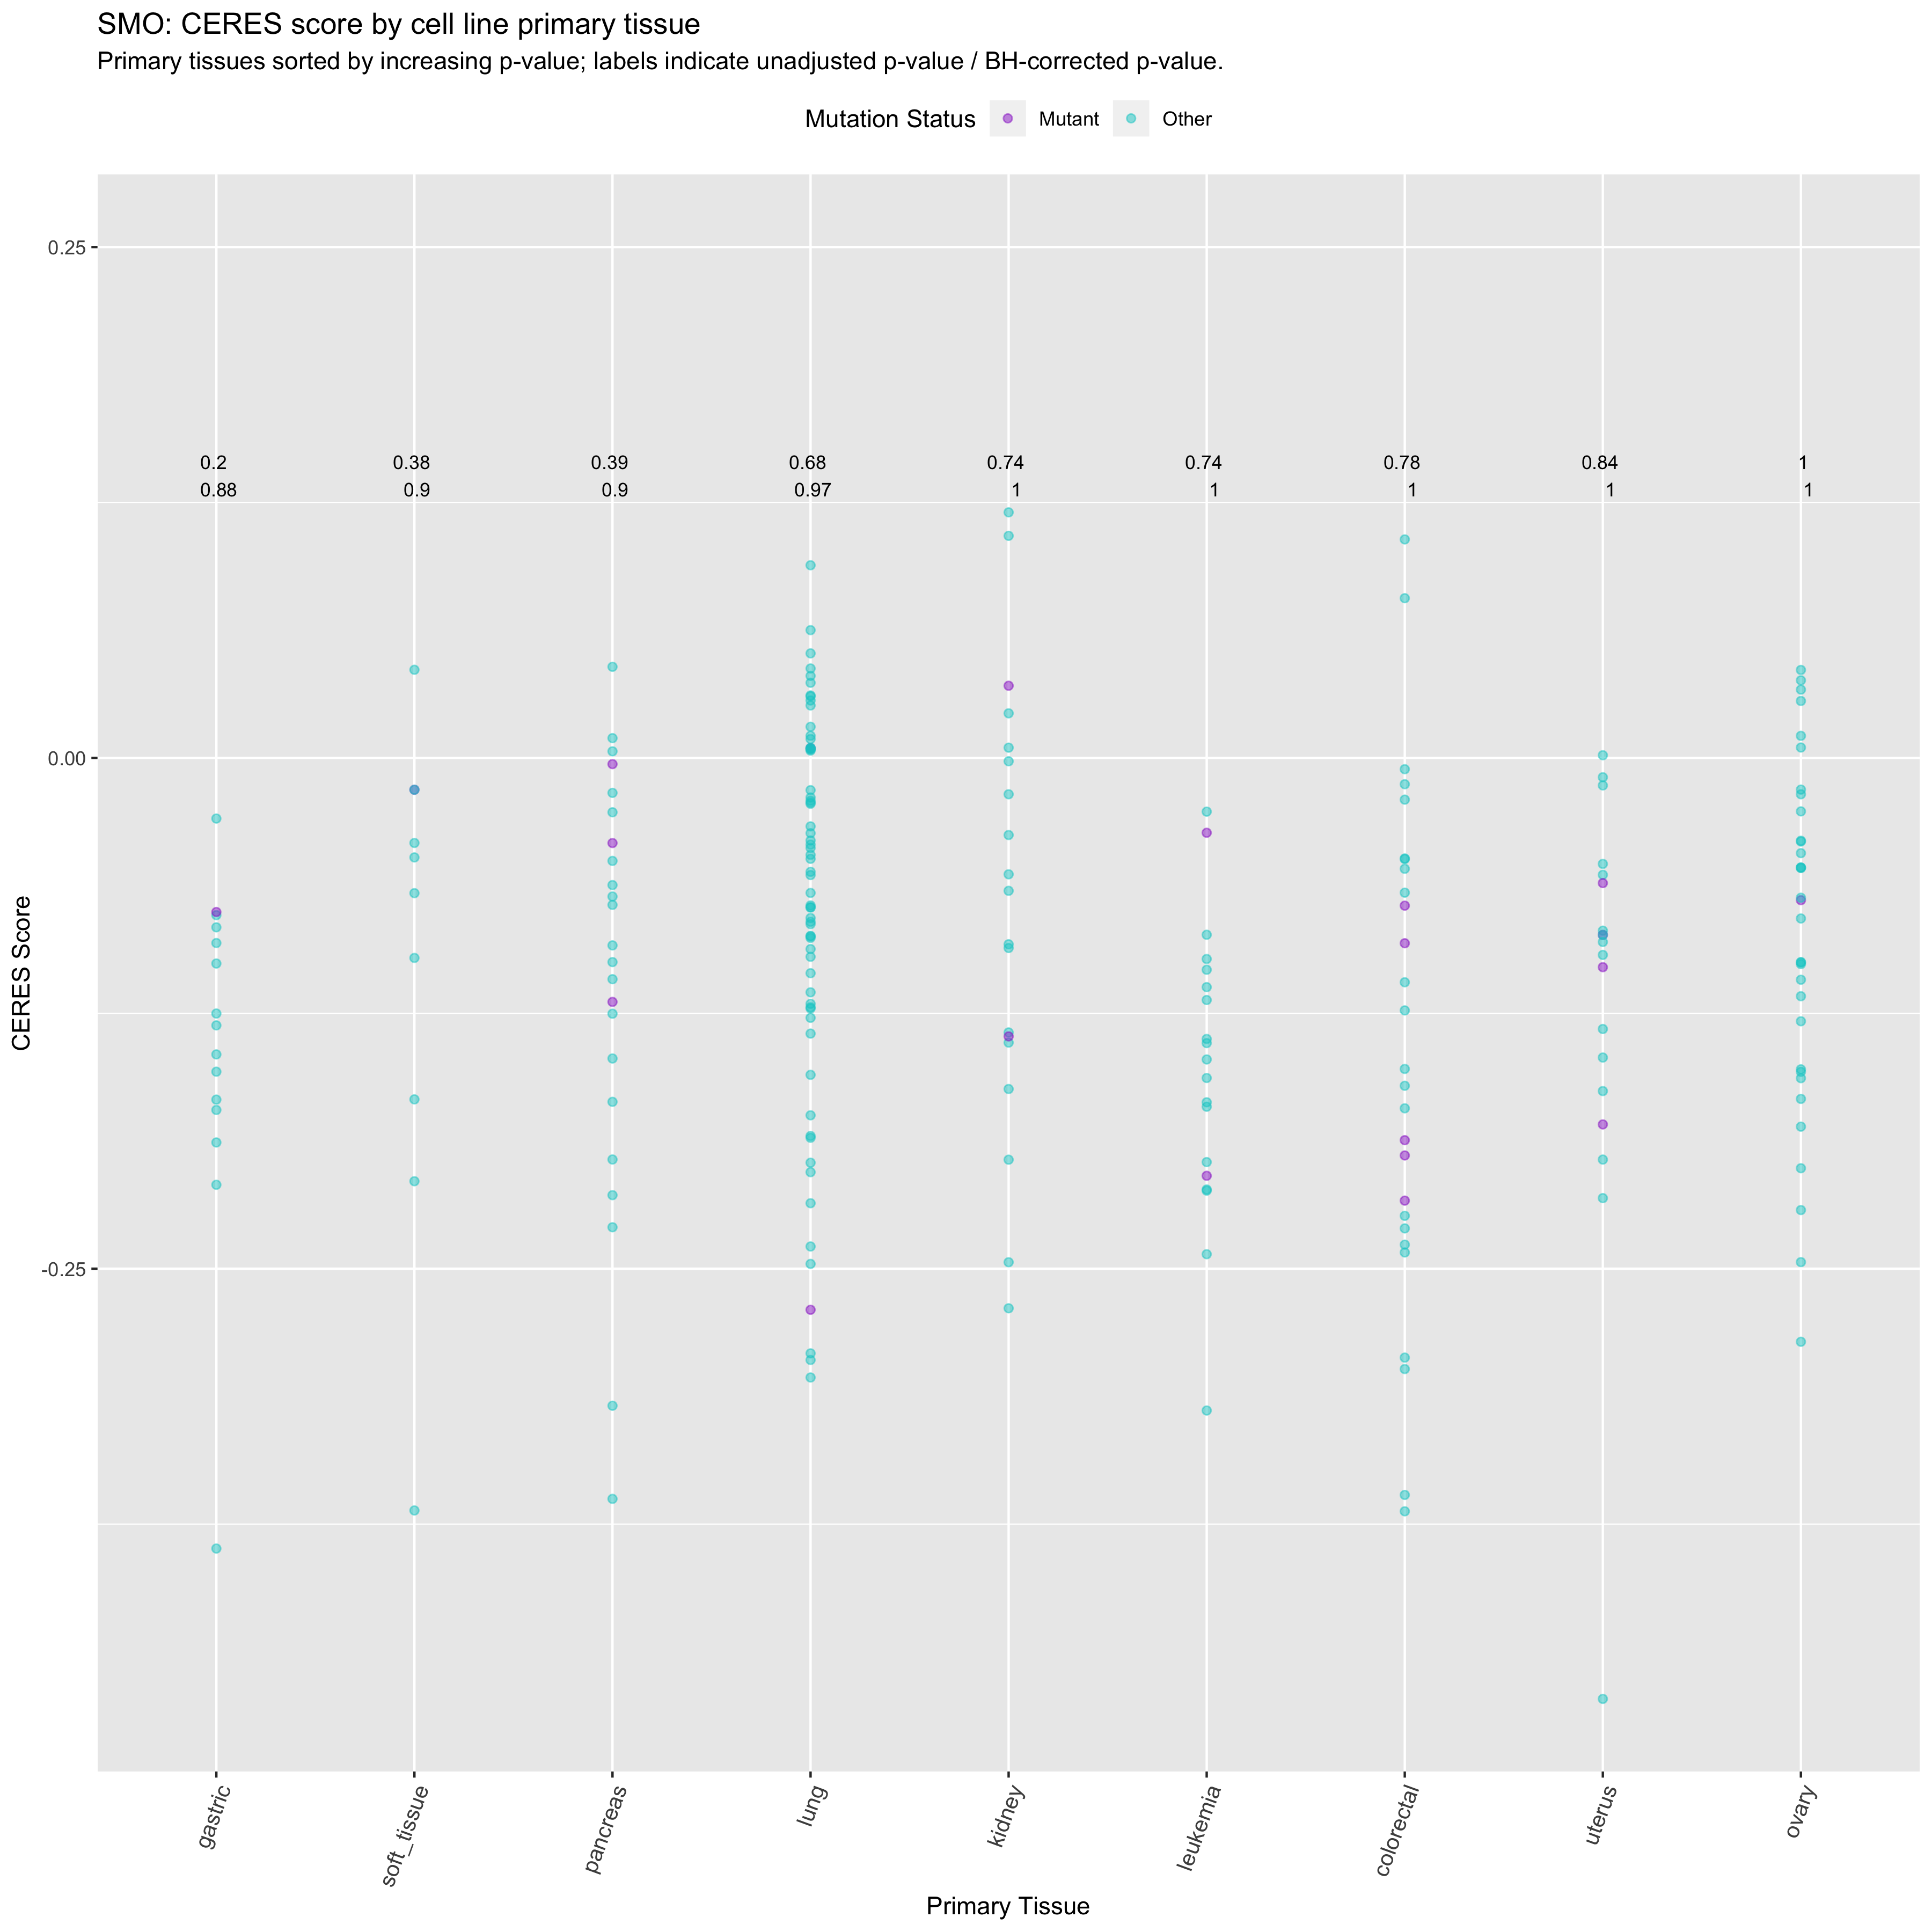 SMO: CERES score by cell line primary tissue
Primary tissues sorted by increasing p-value; labels indicate unadjusted p-value / BH-corrected p-value.
Mutation Status Mutant Other
0.25
0.2 0.38 0.39 0.68 0.74 0.74 0.78 0.84 1
0.88 0.9 0.9 0.97 1 1 1 1 1
0.00
CERES Score
-0.25
gastric soft_tissue pancreas lung kidney leukemia colorectal uterus ovary
Primary Tissue